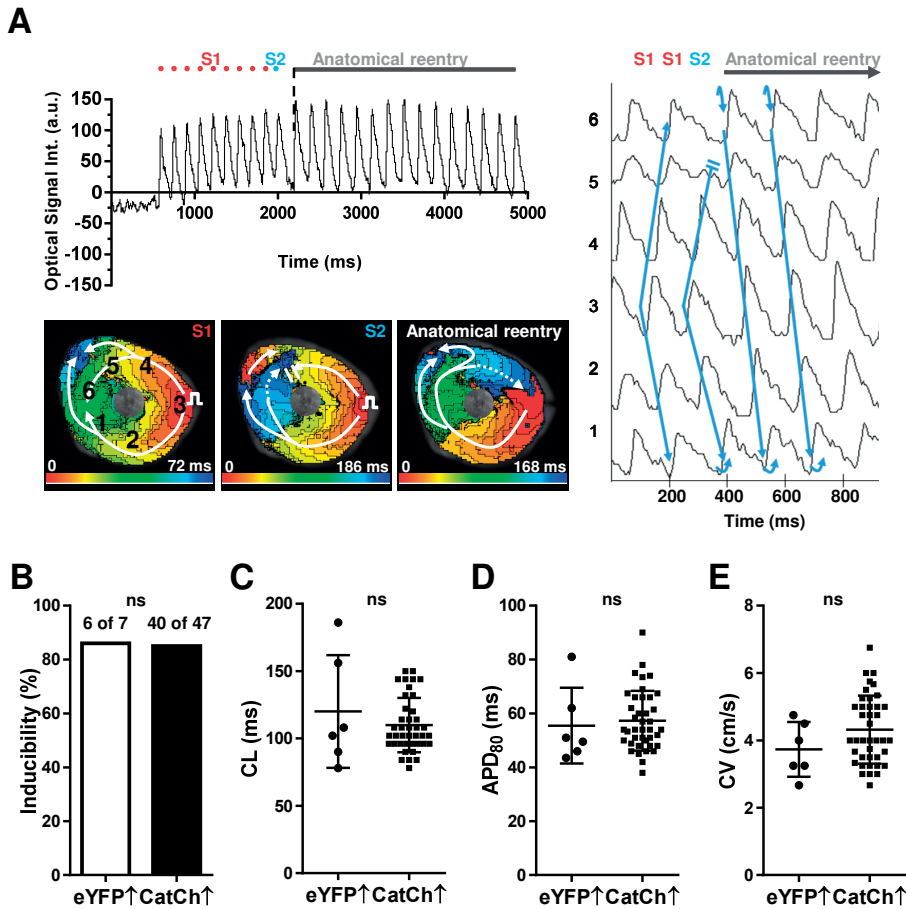 A
S1 S2 Anatomical reentry
Optical Signal Int. (a.u.)
150
100
50
0
-50
-100
-150
1000 2000 3000 4000 5000
Time (ms)
S1
5 4
6 3
1 2
0 72 ms
S2
0 186 ms
Anatomical reentry
0 168 ms
S1 S1 S2 Anatomical reentry
6
5
4
3
2
1
200 400 600 800
Time (ms)
B
ns
6 of 7 40 of 47
Inducibility (%)
100
80
60
40
20
0
eYFP↑ CatCh↑
C
ns
CL (ms)
200
150
100
50
0
eYFP↑ CatCh↑
D
ns
APD80 (ms)
100
80
60
40
20
0
eYFP↑ CatCh↑
E
ns
CV (cm/s)
8
6
4
2
0
eYFP↑ CatCh↑